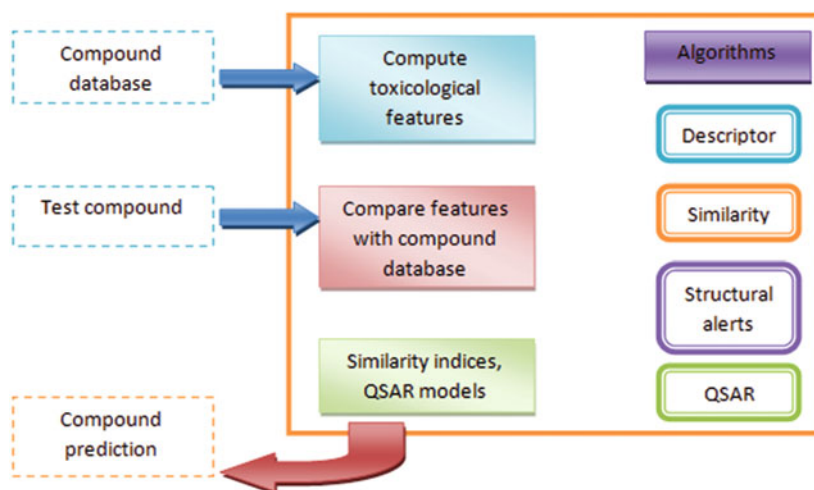 Compound
database
Compute
toxicological
features
Algorithms
Descriptor
Test compound
Compare features
with compound
database
Similarity
Structural
alerts
Similarity indices,
QSAR models
QSAR
Compound
prediction